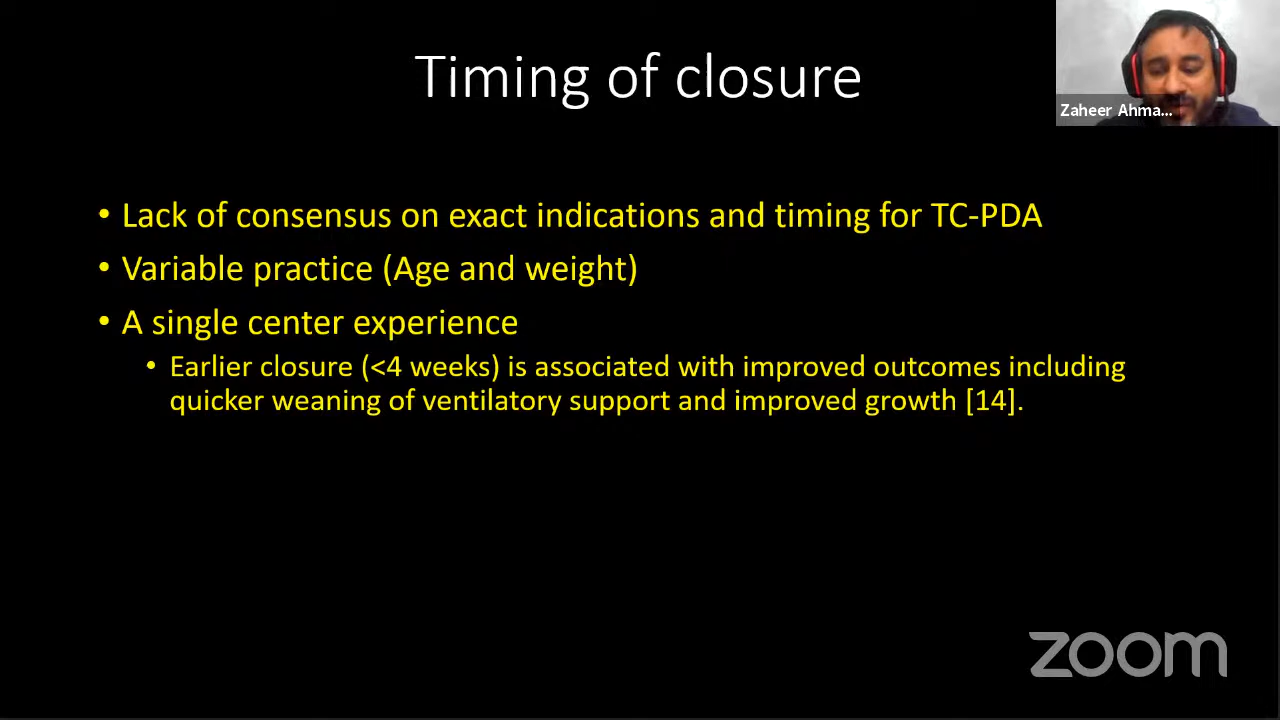 Timing of closure
Zaheer Ahma...
• Lack of consensus on exact indications and timing for TC-PDA
• Variable practice (Age and weight)
• A single center experience
• Earlier closure (<4 weeks) is associated with improved outcomes including
quicker weaning of ventilatory support and improved growth [14].
zoom